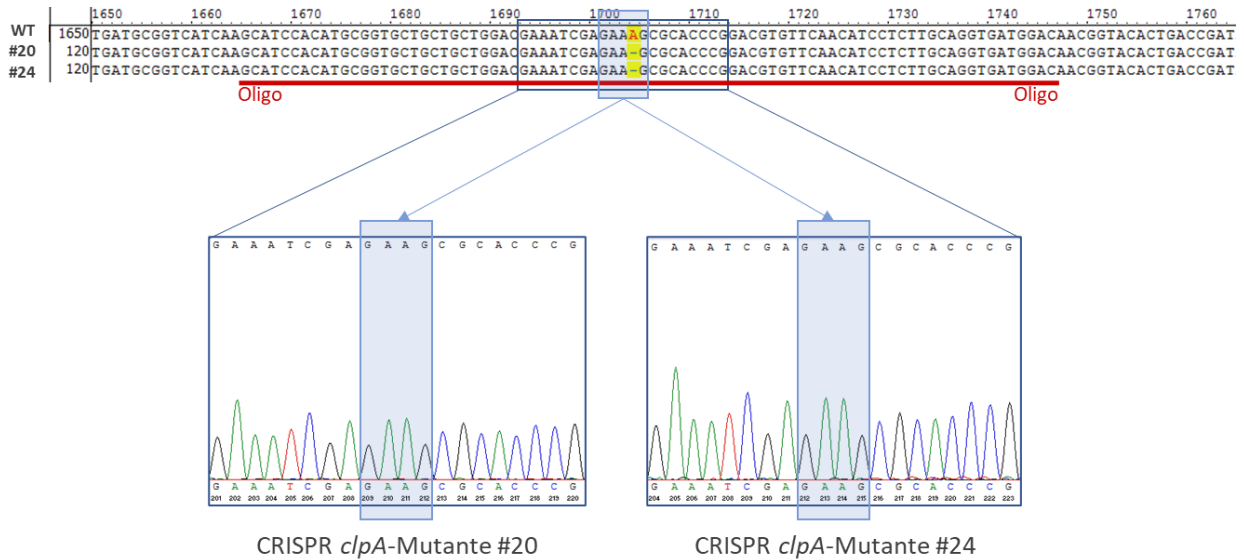 1650 1660 1670 1680 1690 1700 1710 1720 1730 1740 1750 1760
WT 1650 TGATGCGGTCATCAAGCATCCACATGCGGTGCTGCTGCTGGACGAAATCGAGAAAGCGCACCCGGACGTGTTCAACATCCTCTTGCAGGTGATGGACAACGGTACACTGACCGAT
#20 120 TGATGCGGTCATCAAGCATCCACATGCGGTGCTGCTGCTGGACGAAATCGAGAA-GCGCACCCGGACGTGTTCAACATCCTCTTGCAGGTGATGGACAACGGTACACTGACCGAT
#24 120 TGATGCGGTCATCAAGCATCCACATGCGGTGCTGCTGCTGGACGAAATCGAGAA-GCGCACCCGGACGTGTTCAACATCCTCTTGCAGGTGATGGACAACGGTACACTGACCGAT
Oligo Oligo
G A A A T C G A G A A G C G C A C C C G
G A A A T C G A G A A G C G C A C C C G
201 202 203 204 205 206 207 208 209 210 211 212 213 214 215 216 217 218 219 220
CRISPR clpA-Mutante #20
G A A A T C G A G A A G C G C A C C C G
G A A A T C G A G A A G C G C A C C C G
204 205 206 207 208 209 210 211 212 213 214 215 216 217 218 219 220 221 222 223
CRISPR clpA-Mutante #24